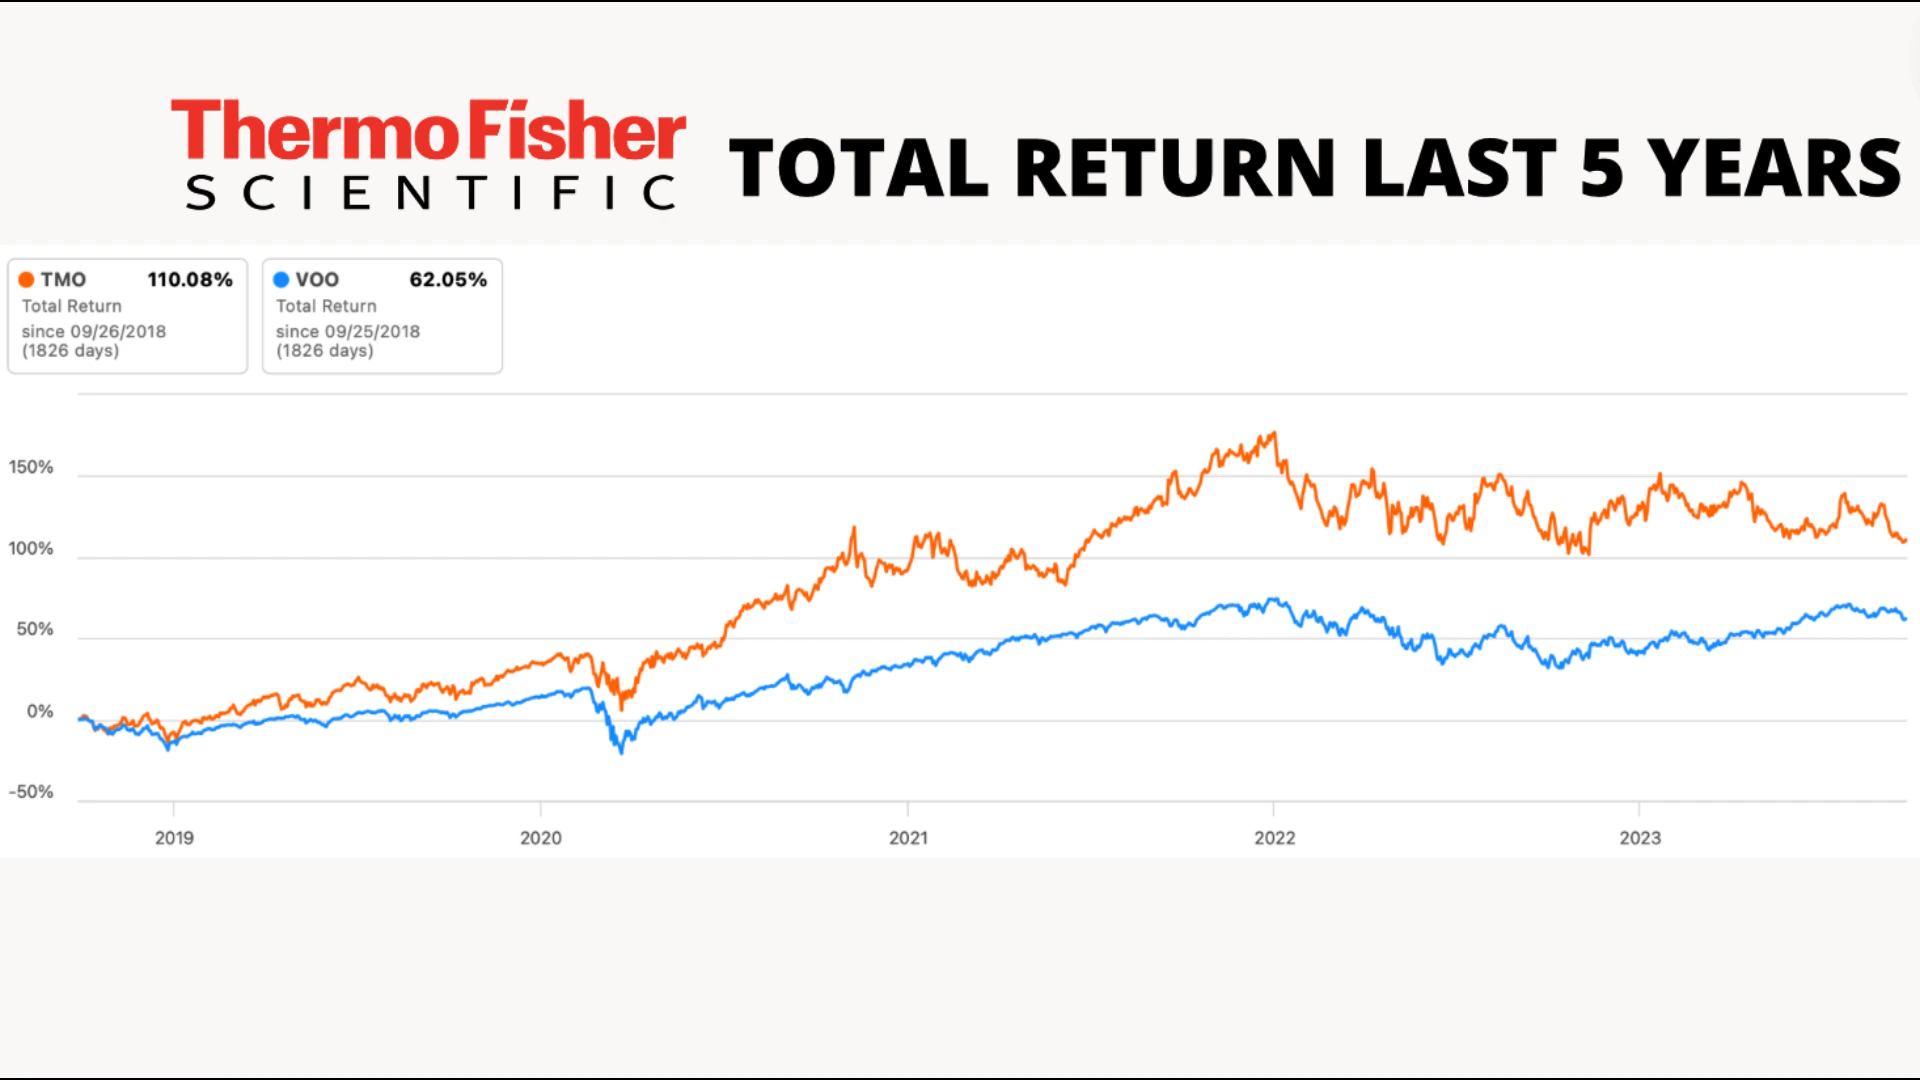 ThermoFisher
SCIENTIFIC
TOTAL RETURN LAST 5 YEARS
TMO 110.08%
Total Return
since 09/26/2018
(1826 days)
VOO 62.05%
Total Return
since 09/25/2018
(1826 days)
150%
100%
50%
0%
-50%
2019 2020 2021 2022 2023